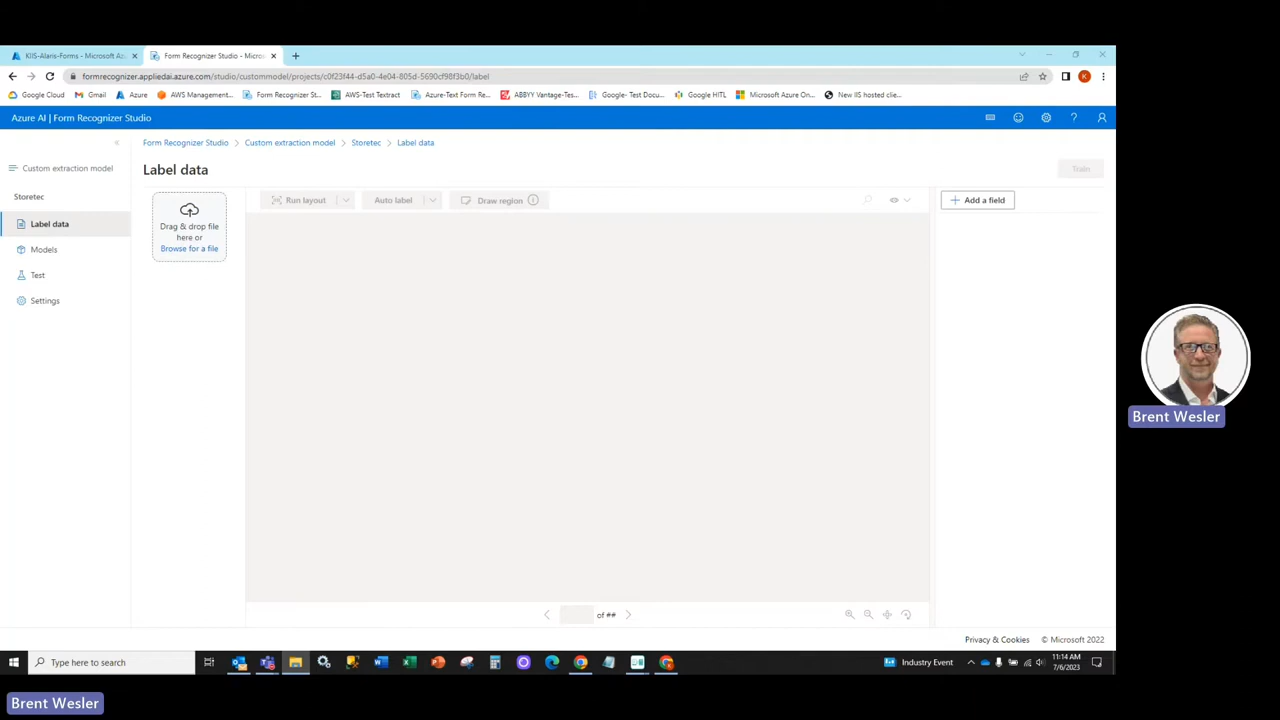 KIIS-Alaris-Forms - Microsoft Az
Form Recognizer Studio - Micros
formrecognizer.appliedai.azure.com/studio/custommodel/projects/c0f23f44-d5a0-4e04-805d-5690cf98f3b0/label
Google Cloud
Gmail
Azure
AWS Management...
Form Recognizer St...
AWS-Test Textract
Azure-Text Form Re...
ABBYY Vantage-Tes...
Google- Test Docu...
Google HITL
Microsoft Azure On...
New IIS hosted clie...
K
Azure AI | Form Recognizer Studio
Form Recognizer Studio > Custom extraction model > Storetec > Label data
Custom extraction model
Label data
Train
Storetec
Label data
Models
Test
Settings
Drag & drop file
here or
Browse for a file
Run layout
Auto label
Draw region
Add a field
of ##
Privacy & Cookies
© Microsoft 2022
Type here to search
Industry Event
11:14 AM
7/6/2023
Brent Wesler
Brent Wesler